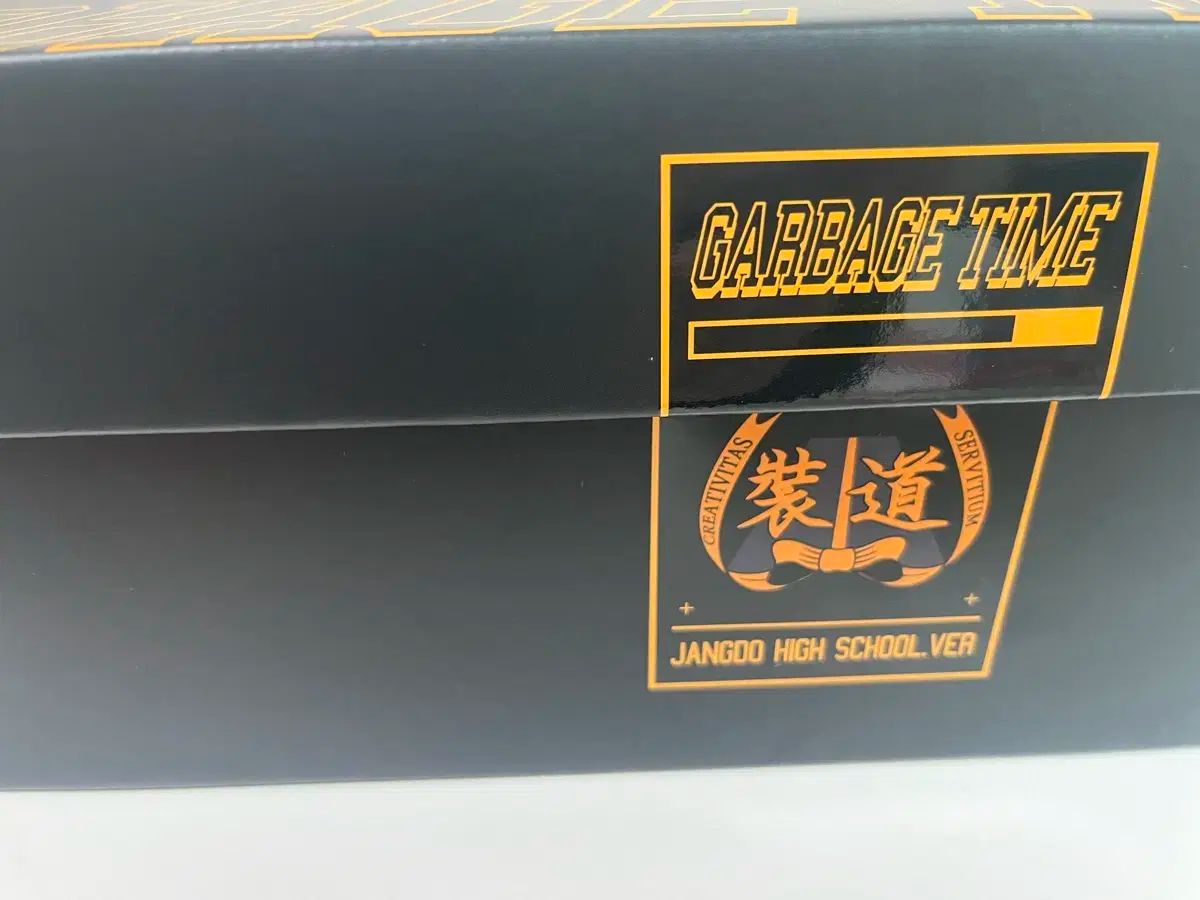 GARBAGE TIME
CREATIVITAS
裝道
SERVITIUM
JANGDO HIGH SCHOOL.VER